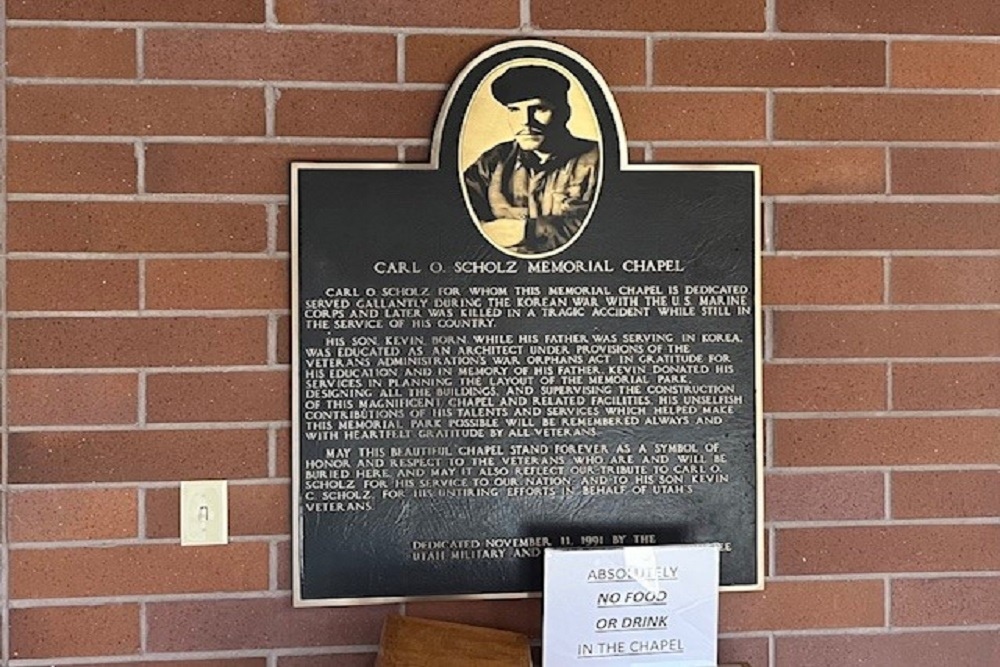 CARL O. SCHOLZ MEMORIAL CHAPEL
CARL O. SCHOLZ FOR WHOM THIS MEMORIAL CHAPEL IS DEDICATED
SERVED GALLANTLY DURING THE KOREAN WAR WITH THE U.S. MARINE
CORPS AND LATER WAS KILLED IN A TRAGIC ACCIDENT WHILE STILL IN
THE SERVICE OF HIS COUNTRY.
HIS SON, KEVIN, BORN WHILE HIS FATHER WAS SERVING IN KOREA,
WAS EDUCATED AS AN ARCHITECT UNDER PROVISIONS OF THE
VETERANS ADMINISTRATION'S WAR ORPHANS ACT. IN GRATITUDE FOR
HIS EDUCATION AND IN MEMORY OF HIS FATHER, KEVIN DONATED HIS
SERVICES IN PLANNING THE LAYOUT OF THE MEMORIAL PARK,
DESIGNING ALL THE BUILDINGS, AND SUPERVISING THE CONSTRUCTION
OF THIS MAGNIFICENT CHAPEL AND RELATED FACILITIES. HIS UNSELFISH
CONTRIBUTIONS OF HIS TALENTS AND SERVICES WHICH HELPED MAKE
THIS MEMORIAL PARK POSSIBLE WILL BE REMEMBERED ALWAYS AND
WITH HEARTFELT GRATITUDE BY ALL VETERANS.
MAY THIS BEAUTIFUL CHAPEL STAND FOREVER AS A SYMBOL OF
HONOR AND RESPECT TO THE VETERANS WHO ARE AND WILL BE
BURIED HERE, AND MAY IT ALSO REFLECT OUR TRIBUTE TO CARL O.
SCHOLZ FOR HIS SERVICE TO OUR NATION, AND TO HIS SON KEVIN
C. SCHOLZ, FOR HIS UNTIRING EFFORTS IN BEHALF OF UTAH'S
VETERANS.
DEDICATED NOVEMBER 11, 1991 BY THE
UTAH MILITARY AND
ABSOLUTELY
NO FOOD
OR DRINK
IN THE CHAPEL